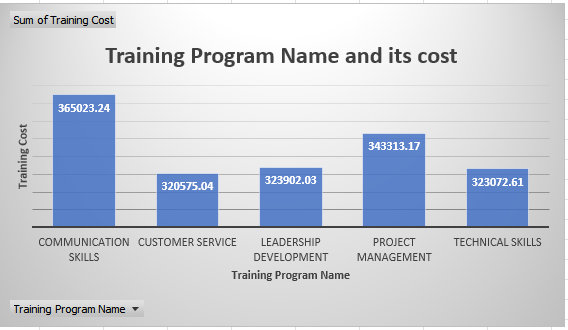 Sum of Training Cost
Training Program Name and its cost
Training Cost
365023.24
320575.04
323902.03
343313.17
323072.61
COMMUNICATION
SKILLS
CUSTOMER SERVICE
LEADERSHIP
DEVELOPMENT
PROJECT
MANAGEMENT
TECHNICAL SKILLS
Training Program Name
Training Program Name